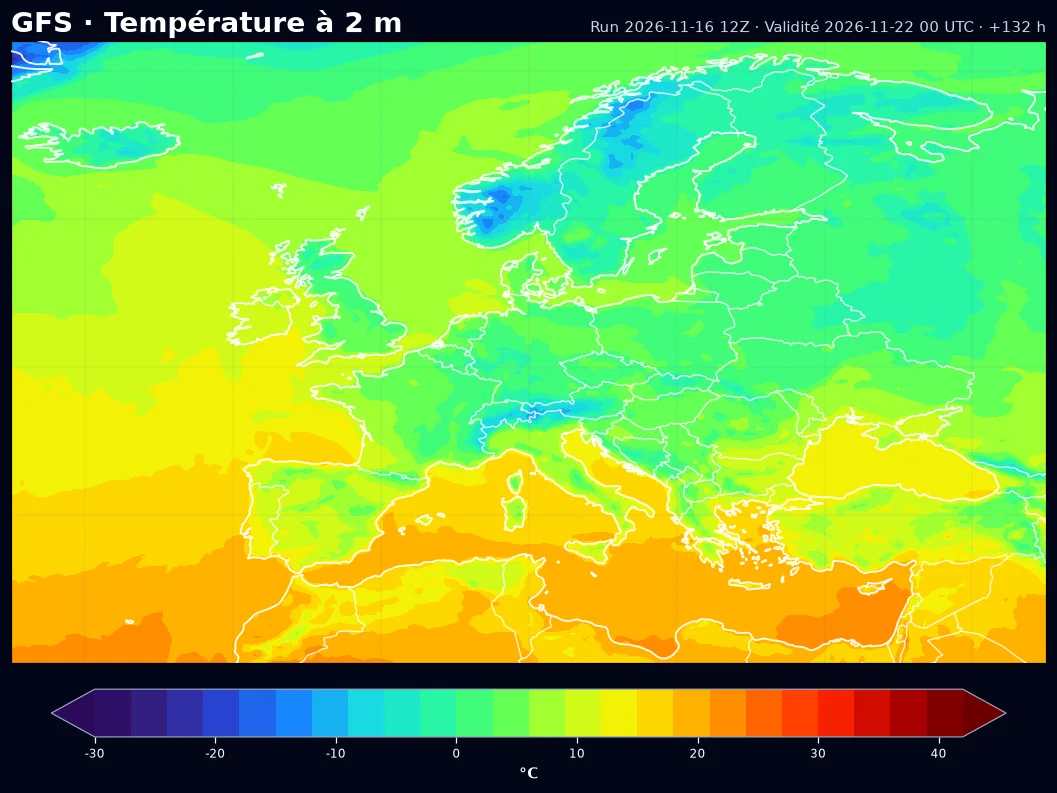 GFS · Température à 2 m
Run 2026-11-16 12Z · Validité 2026-11-22 00 UTC · +132 h
-30 -20 -10 0 10 20 30 40
°C